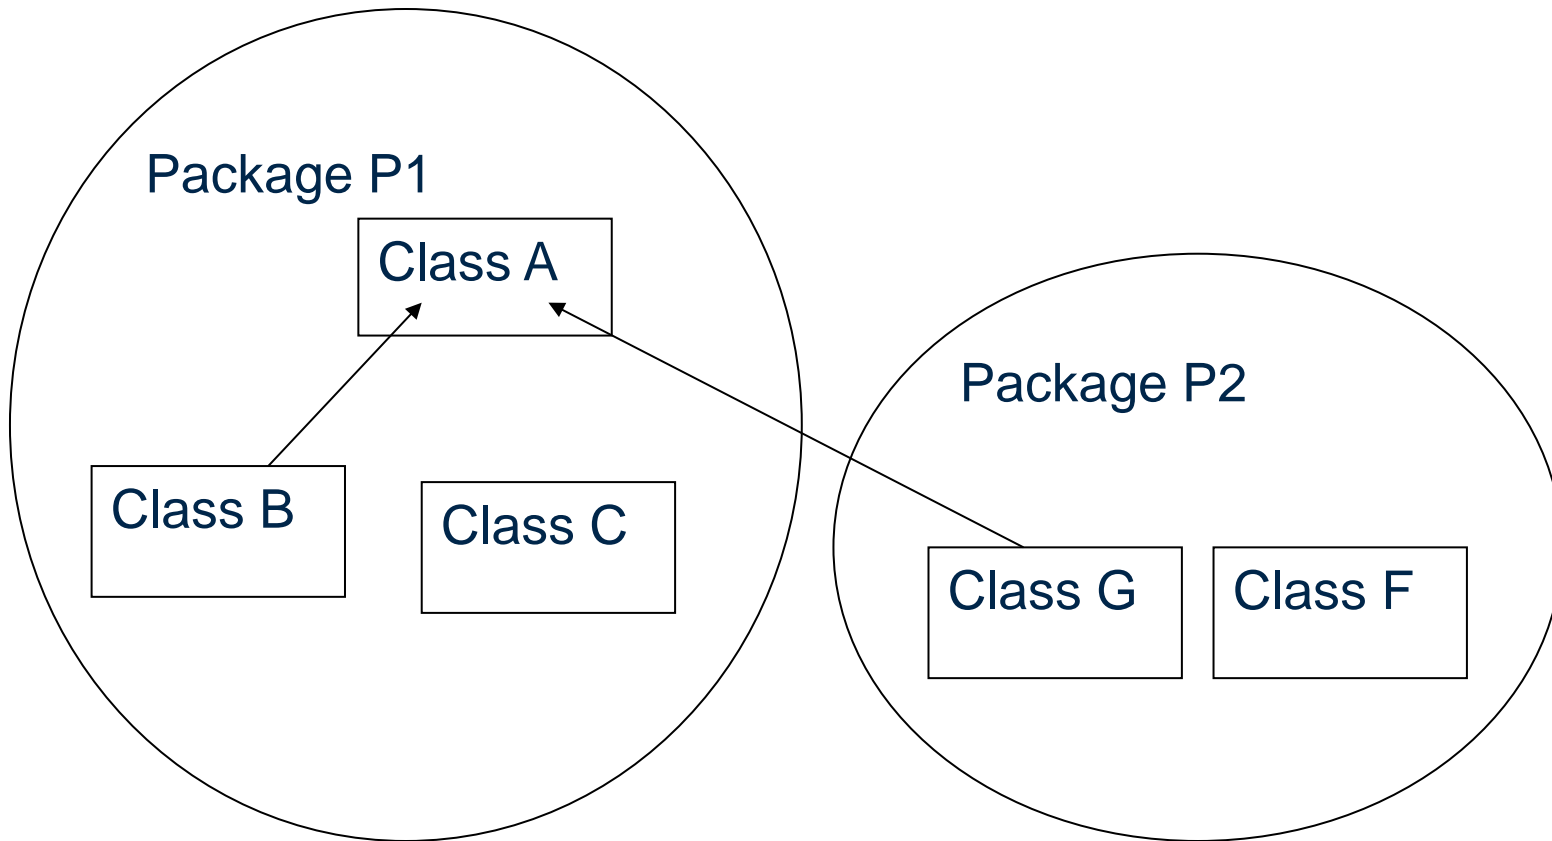 Package P1
Class A
Class B
Class C
Package P2
Class G
Class F